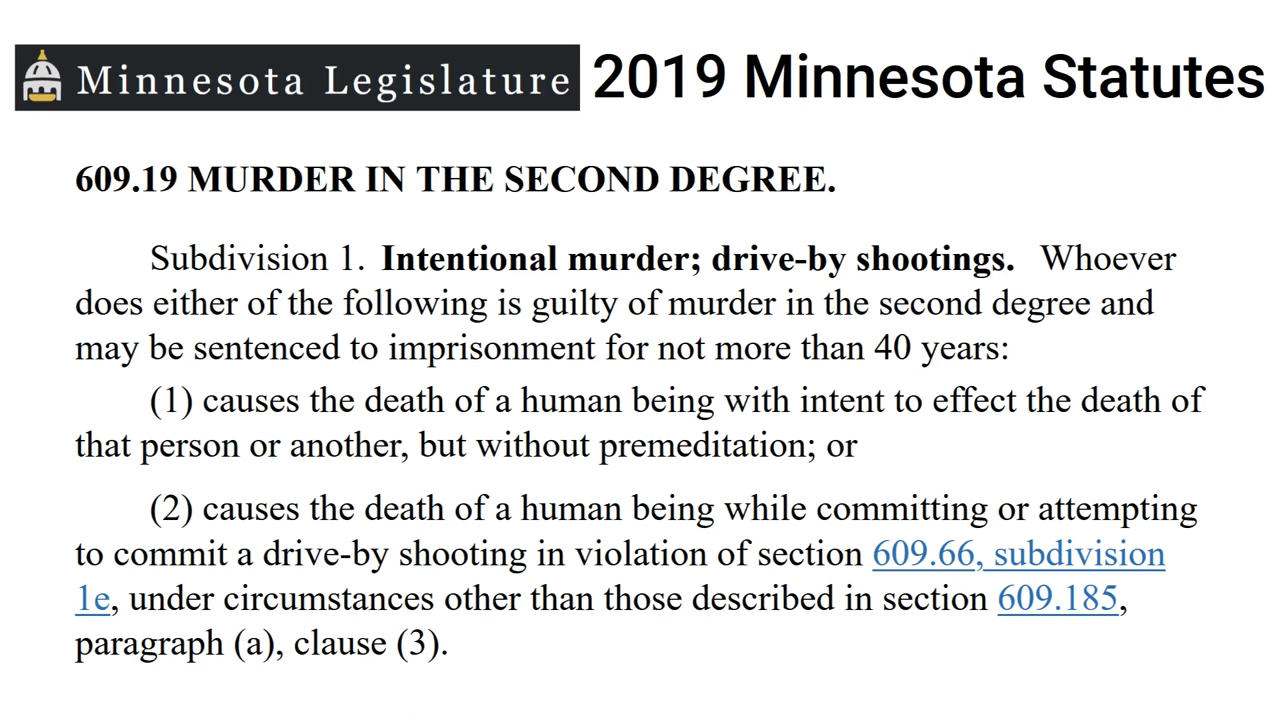 Minnesota Legislature 2019 Minnesota Statutes
609.19 MURDER IN THE SECOND DEGREE.
Subdivision 1. Intentional murder; drive-by shootings. Whoever
does either of the following is guilty of murder in the second degree and
may be sentenced to imprisonment for not more than 40 years:
(1) causes the death of a human being with intent to effect the death of
that person or another, but without premeditation; or
(2) causes the death of a human being while committing or attempting
to commit a drive-by shooting in violation of section 609.66, subdivision
1e, under circumstances other than those described in section 609.185,
paragraph (a), clause (3).